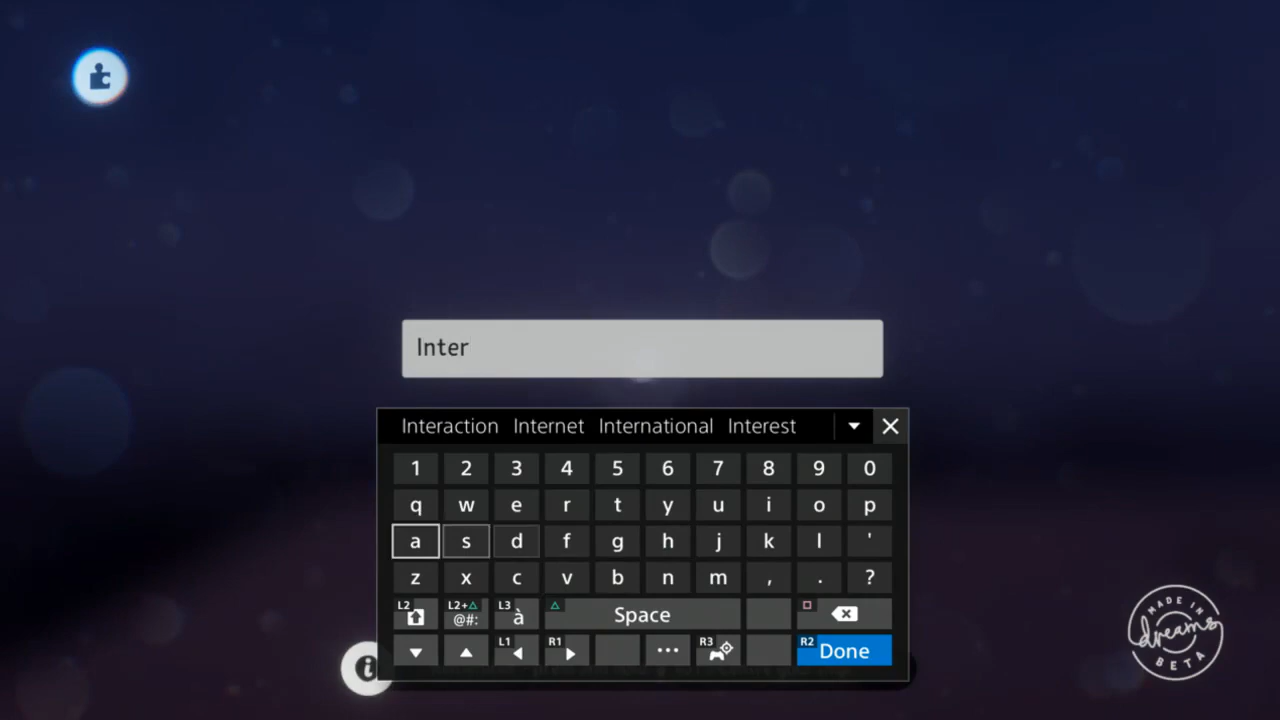 Inter
Interaction Internet International Interest
1 2 3 4 5 6 7 8 9 0
q w e r t y u i o p
a s d f g h j k l '
z x c v b n m , . ?
L2 L2+△ @#: L3 à △ Space □
L1 R1 ... R3 R2 Done
MADE IN
dreams
BETA